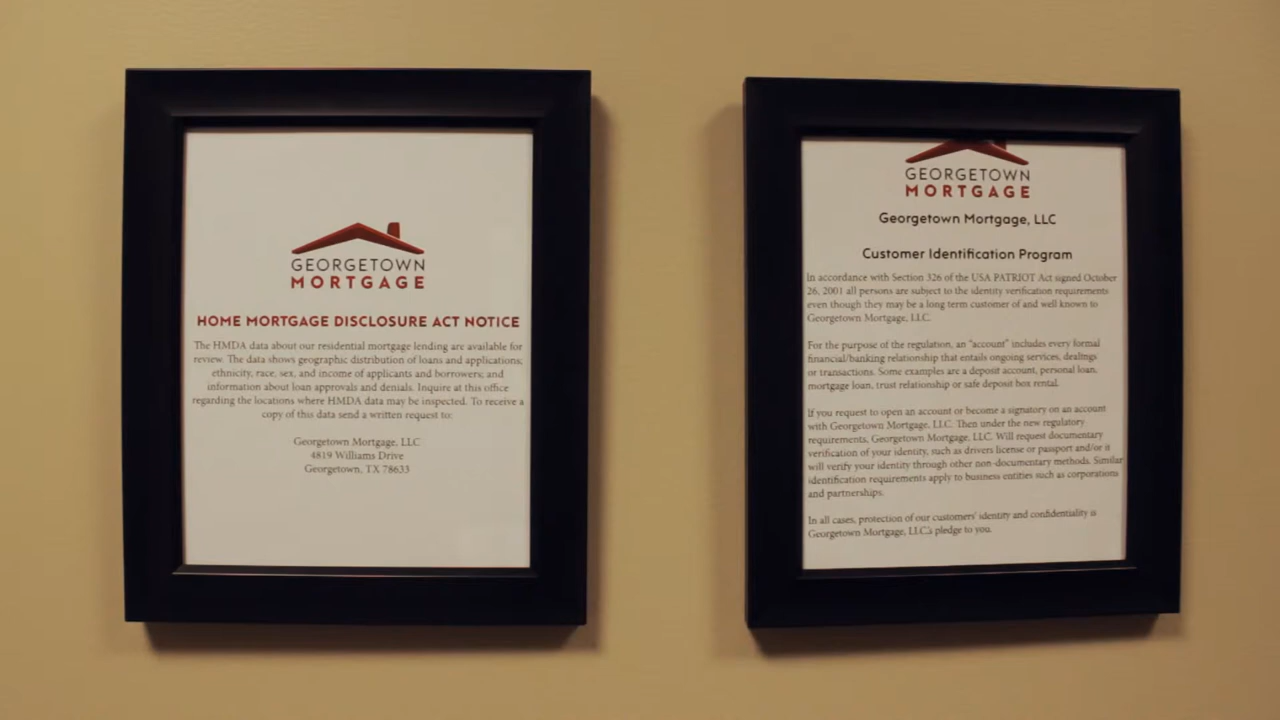 GEORGETOWN
MORTGAGE
HOME MORTGAGE DISCLOSURE ACT NOTICE
The HMDA data about our residential mortgage lending are available for
review. The data shows geographic distribution of loans and applications;
ethnicity, race, sex, and income of applicants and borrowers; and
information about loan approvals and denials. Inquire at this office
regarding the locations where HMDA data may be inspected. To receive a
copy of this data send a written request to:
Georgetown Mortgage, LLC
4819 Williams Drive
Georgetown, TX 78633
GEORGETOWN
MORTGAGE
Georgetown Mortgage, LLC
Customer Identification Program
In accordance with Section 326 of the USA PATRIOT Act signed October
26, 2001 all persons are subject to the identity verification requirements
even though they may be a long term customer of and well known to
Georgetown Mortgage, LLC.
For the purpose of the regulation, an "account" includes every formal
financial/banking relationship that entails ongoing services, dealings
or transactions. Some examples are a deposit account, personal loan,
mortgage loan, trust relationship or safe deposit box rental.
If you request to open an account or become a signatory on an account
with Georgetown Mortgage, LLC. Then under the new regulatory
requirements, Georgetown Mortgage, LLC. Will request documentary
verification of your identity, such as drivers license or passport and/or it
will verify your identity through other non-documentary methods. Similar
identification requirements apply to business entities such as corporations
and partnerships.
In all cases, protection of our customers' identity and confidentiality is
Georgetown Mortgage, LLC's pledge to you.